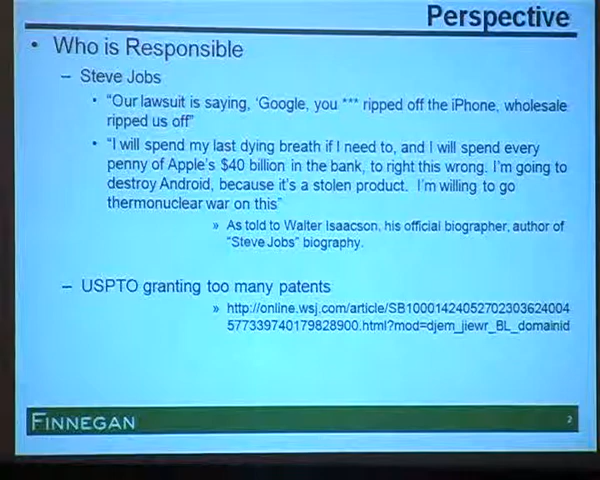 Perspective
• Who is Responsible
– Steve Jobs
• "Our lawsuit is saying, 'Google, you *** ripped off the iPhone, wholesale
ripped us off"
• "I will spend my last dying breath if I need to, and I will spend every
penny of Apple's $40 billion in the bank, to right this wrong. I'm going to
destroy Android, because it's a stolen product. I'm willing to go
thermonuclear war on this"
» As told to Walter Isaacson, his official biographer, author of
"Steve Jobs" biography.
– USPTO granting too many patents
» http://online.wsj.com/article/SB10001424052702303624004
577339740179828900.html?mod=djem_jiewr_BL_domainid
FINNEGAN
2